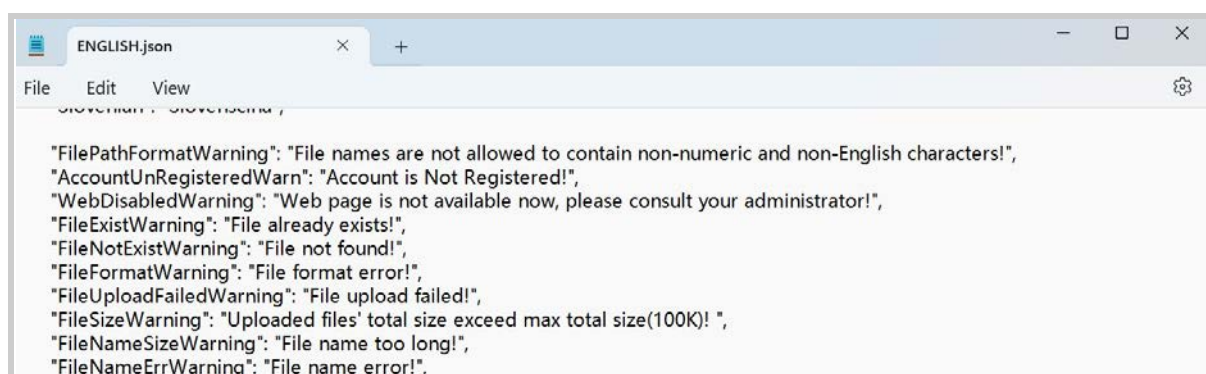 ENGLISH.json
File Edit View
"FilePathFormatWarning": "File names are not allowed to contain non-numeric and non-English characters!",
"AccountUnRegisteredWarn": "Account is Not Registered!",
"WebDisabledWarning": "Web page is not available now, please consult your administrator!",
"FileExistWarning": "File already exists!",
"FileNotExistWarning": "File not found!",
"FileFormatWarning": "File format error!",
"FileUploadFailedWarning": "File upload failed!",
"FileSizeWarning": "Uploaded files' total size exceed max total size(100K)! ",
"FileNameSizeWarning": "File name too long!",
"FileNameErrWarning": "File name error!",